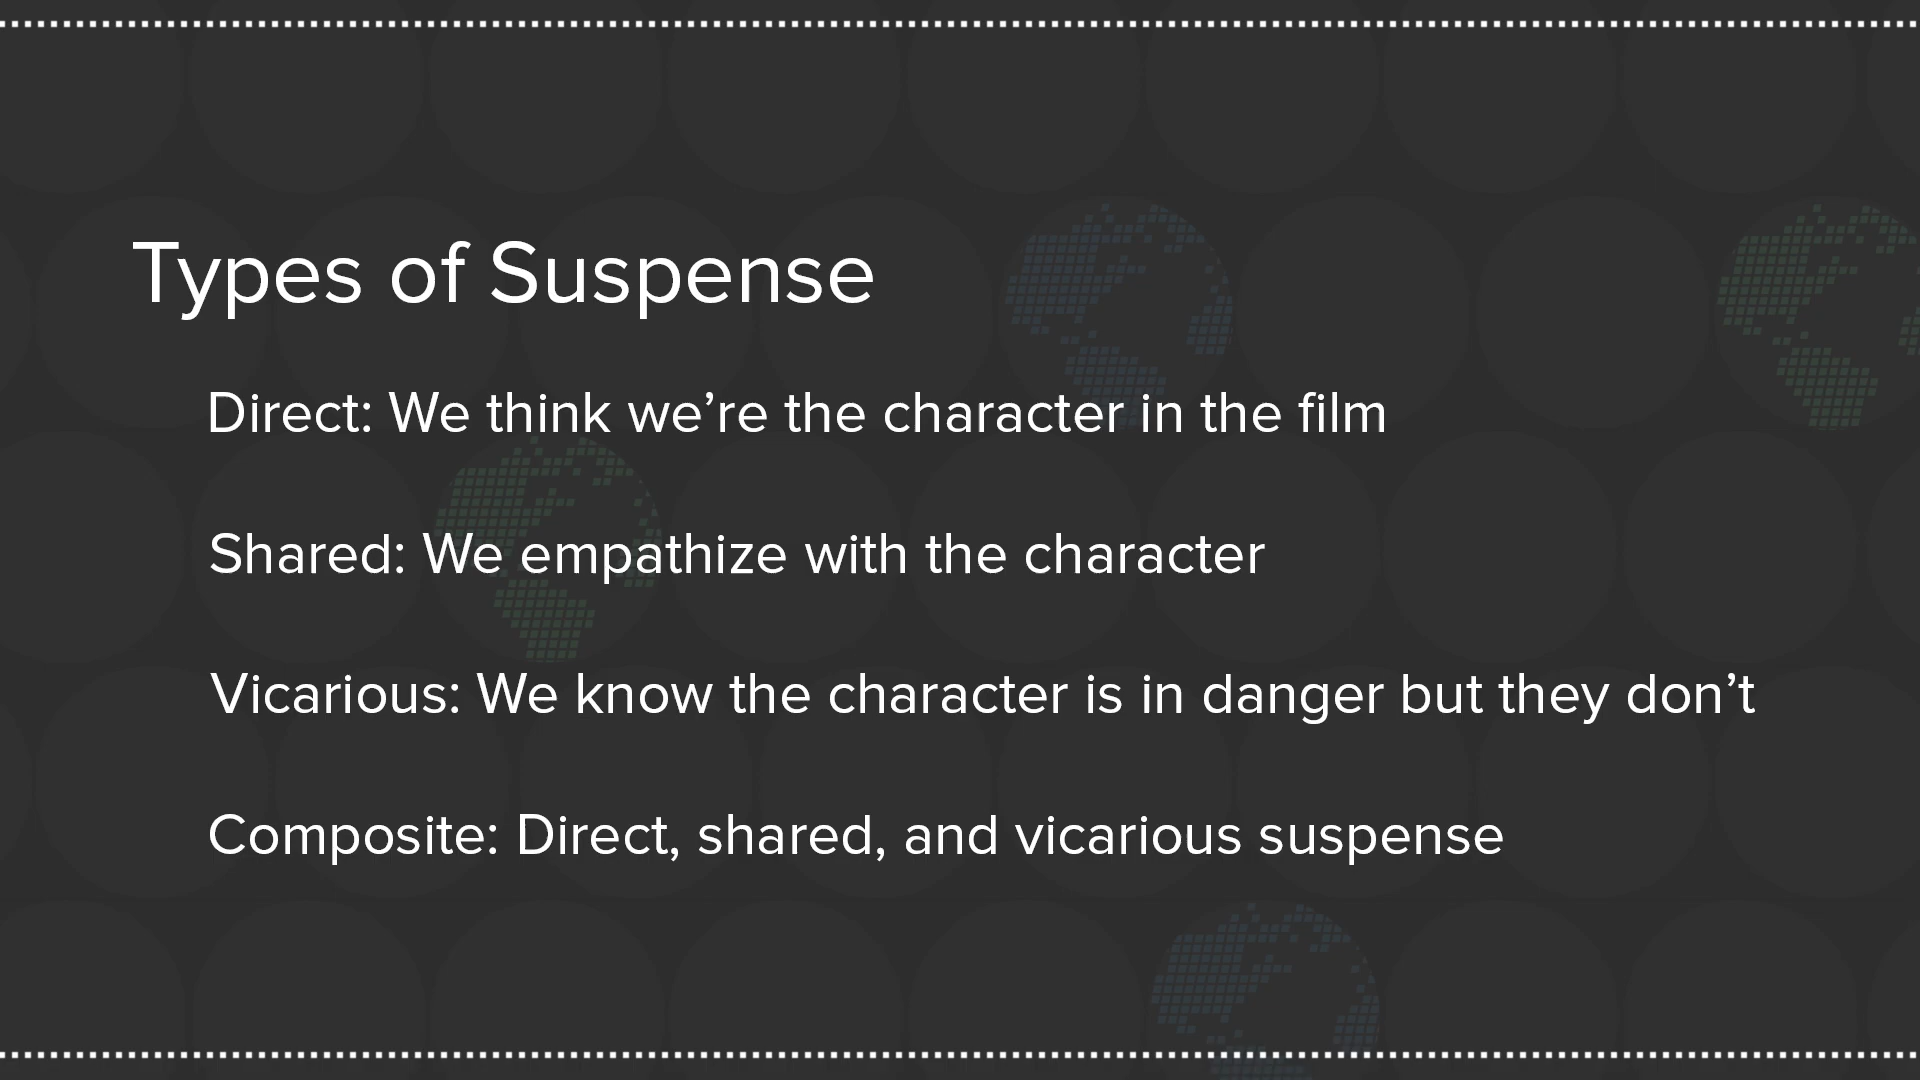 Types of Suspense
Direct: We think we’re the character in the film
Shared: We empathize with the character
Vicarious: We know the character is in danger but they don’t
Composite: Direct, shared, and vicarious suspense